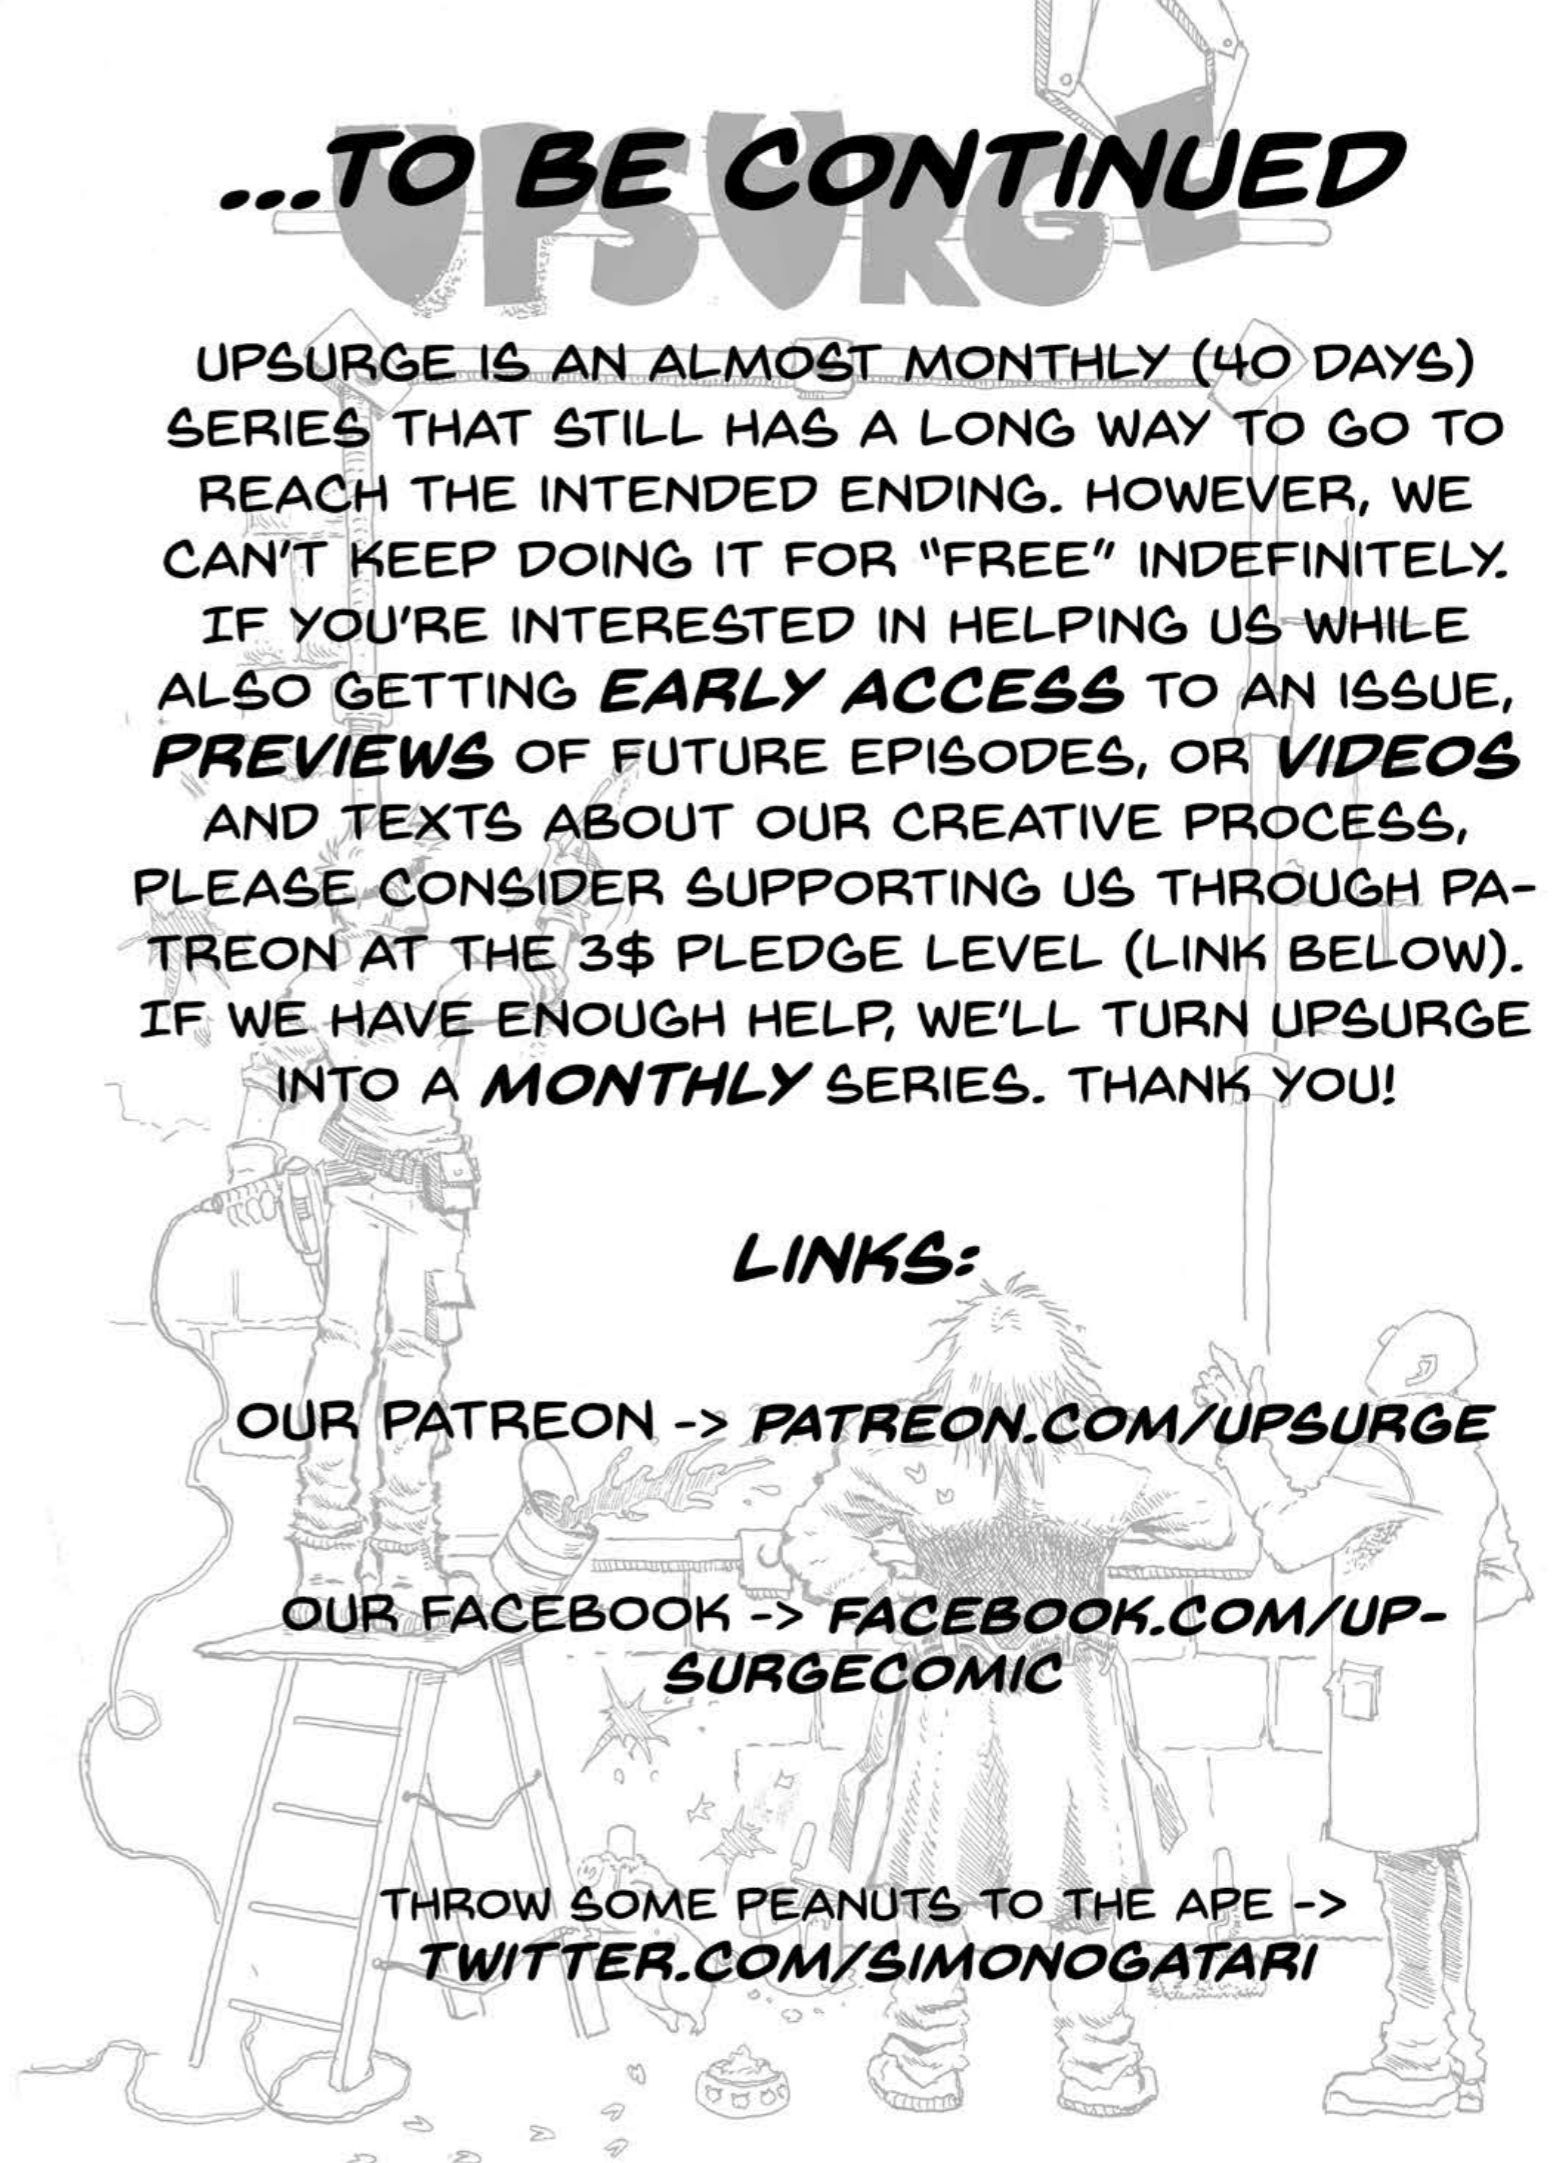 UPSURGE
...TO BE CONTINUED
UPSURGE IS AN ALMOST MONTHLY (40 DAYS)
SERIES THAT STILL HAS A LONG WAY TO GO TO
REACH THE INTENDED ENDING. HOWEVER, WE
CAN'T KEEP DOING IT FOR "FREE" INDEFINITELY.
IF YOU'RE INTERESTED IN HELPING US WHILE
ALSO GETTING EARLY ACCESS TO AN ISSUE,
PREVIEWS OF FUTURE EPISODES, OR VIDEOS
AND TEXTS ABOUT OUR CREATIVE PROCESS,
PLEASE CONSIDER SUPPORTING US THROUGH PA-
TREON AT THE 3$ PLEDGE LEVEL (LINK BELOW).
IF WE HAVE ENOUGH HELP, WE'LL TURN UPSURGE
INTO A MONTHLY SERIES. THANK YOU!
LINKS:
OUR PATREON -> PATREON.COM/UPSURGE
OUR FACEBOOK -> FACEBOOK.COM/UP-
SURGECOMIC
THROW SOME PEANUTS TO THE APE ->
TWITTER.COM/SIMONOGATARI